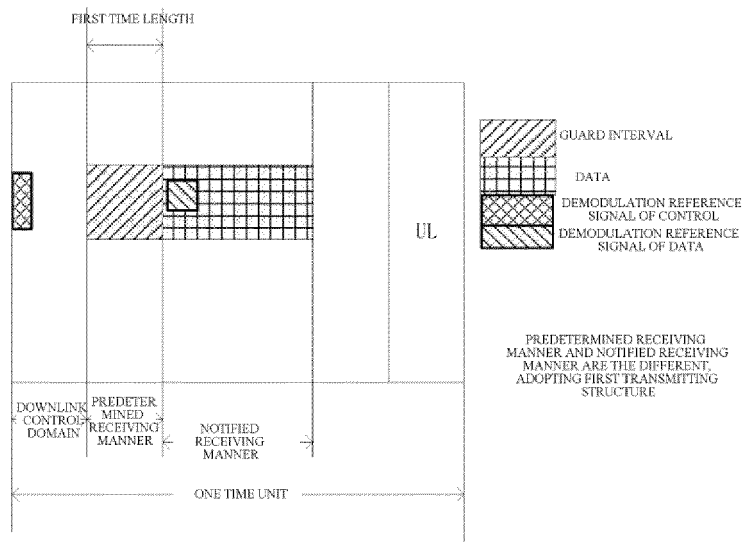 FIRST TIME LENGTH
GUARD INTERVAL
DATA
DEMODULATION REFERENCE
SIGNAL OF CONTROL
DEMODULATION REFERENCE
SIGNAL OF DATA
UL
PREDETERMINED RECEIVING
MANNER AND NOTIFIED RECEIVING
MANNER ARE THE DIFFERENT,
ADOPTING FIRST TRANSMITTING
STRUCTURE
DOWNLINK
CONTROL
DOMAIN
PREDETER
MINED
RECEIVING
MANNER
NOTIFIED
RECEIVING
MANNER
ONE TIME UNIT